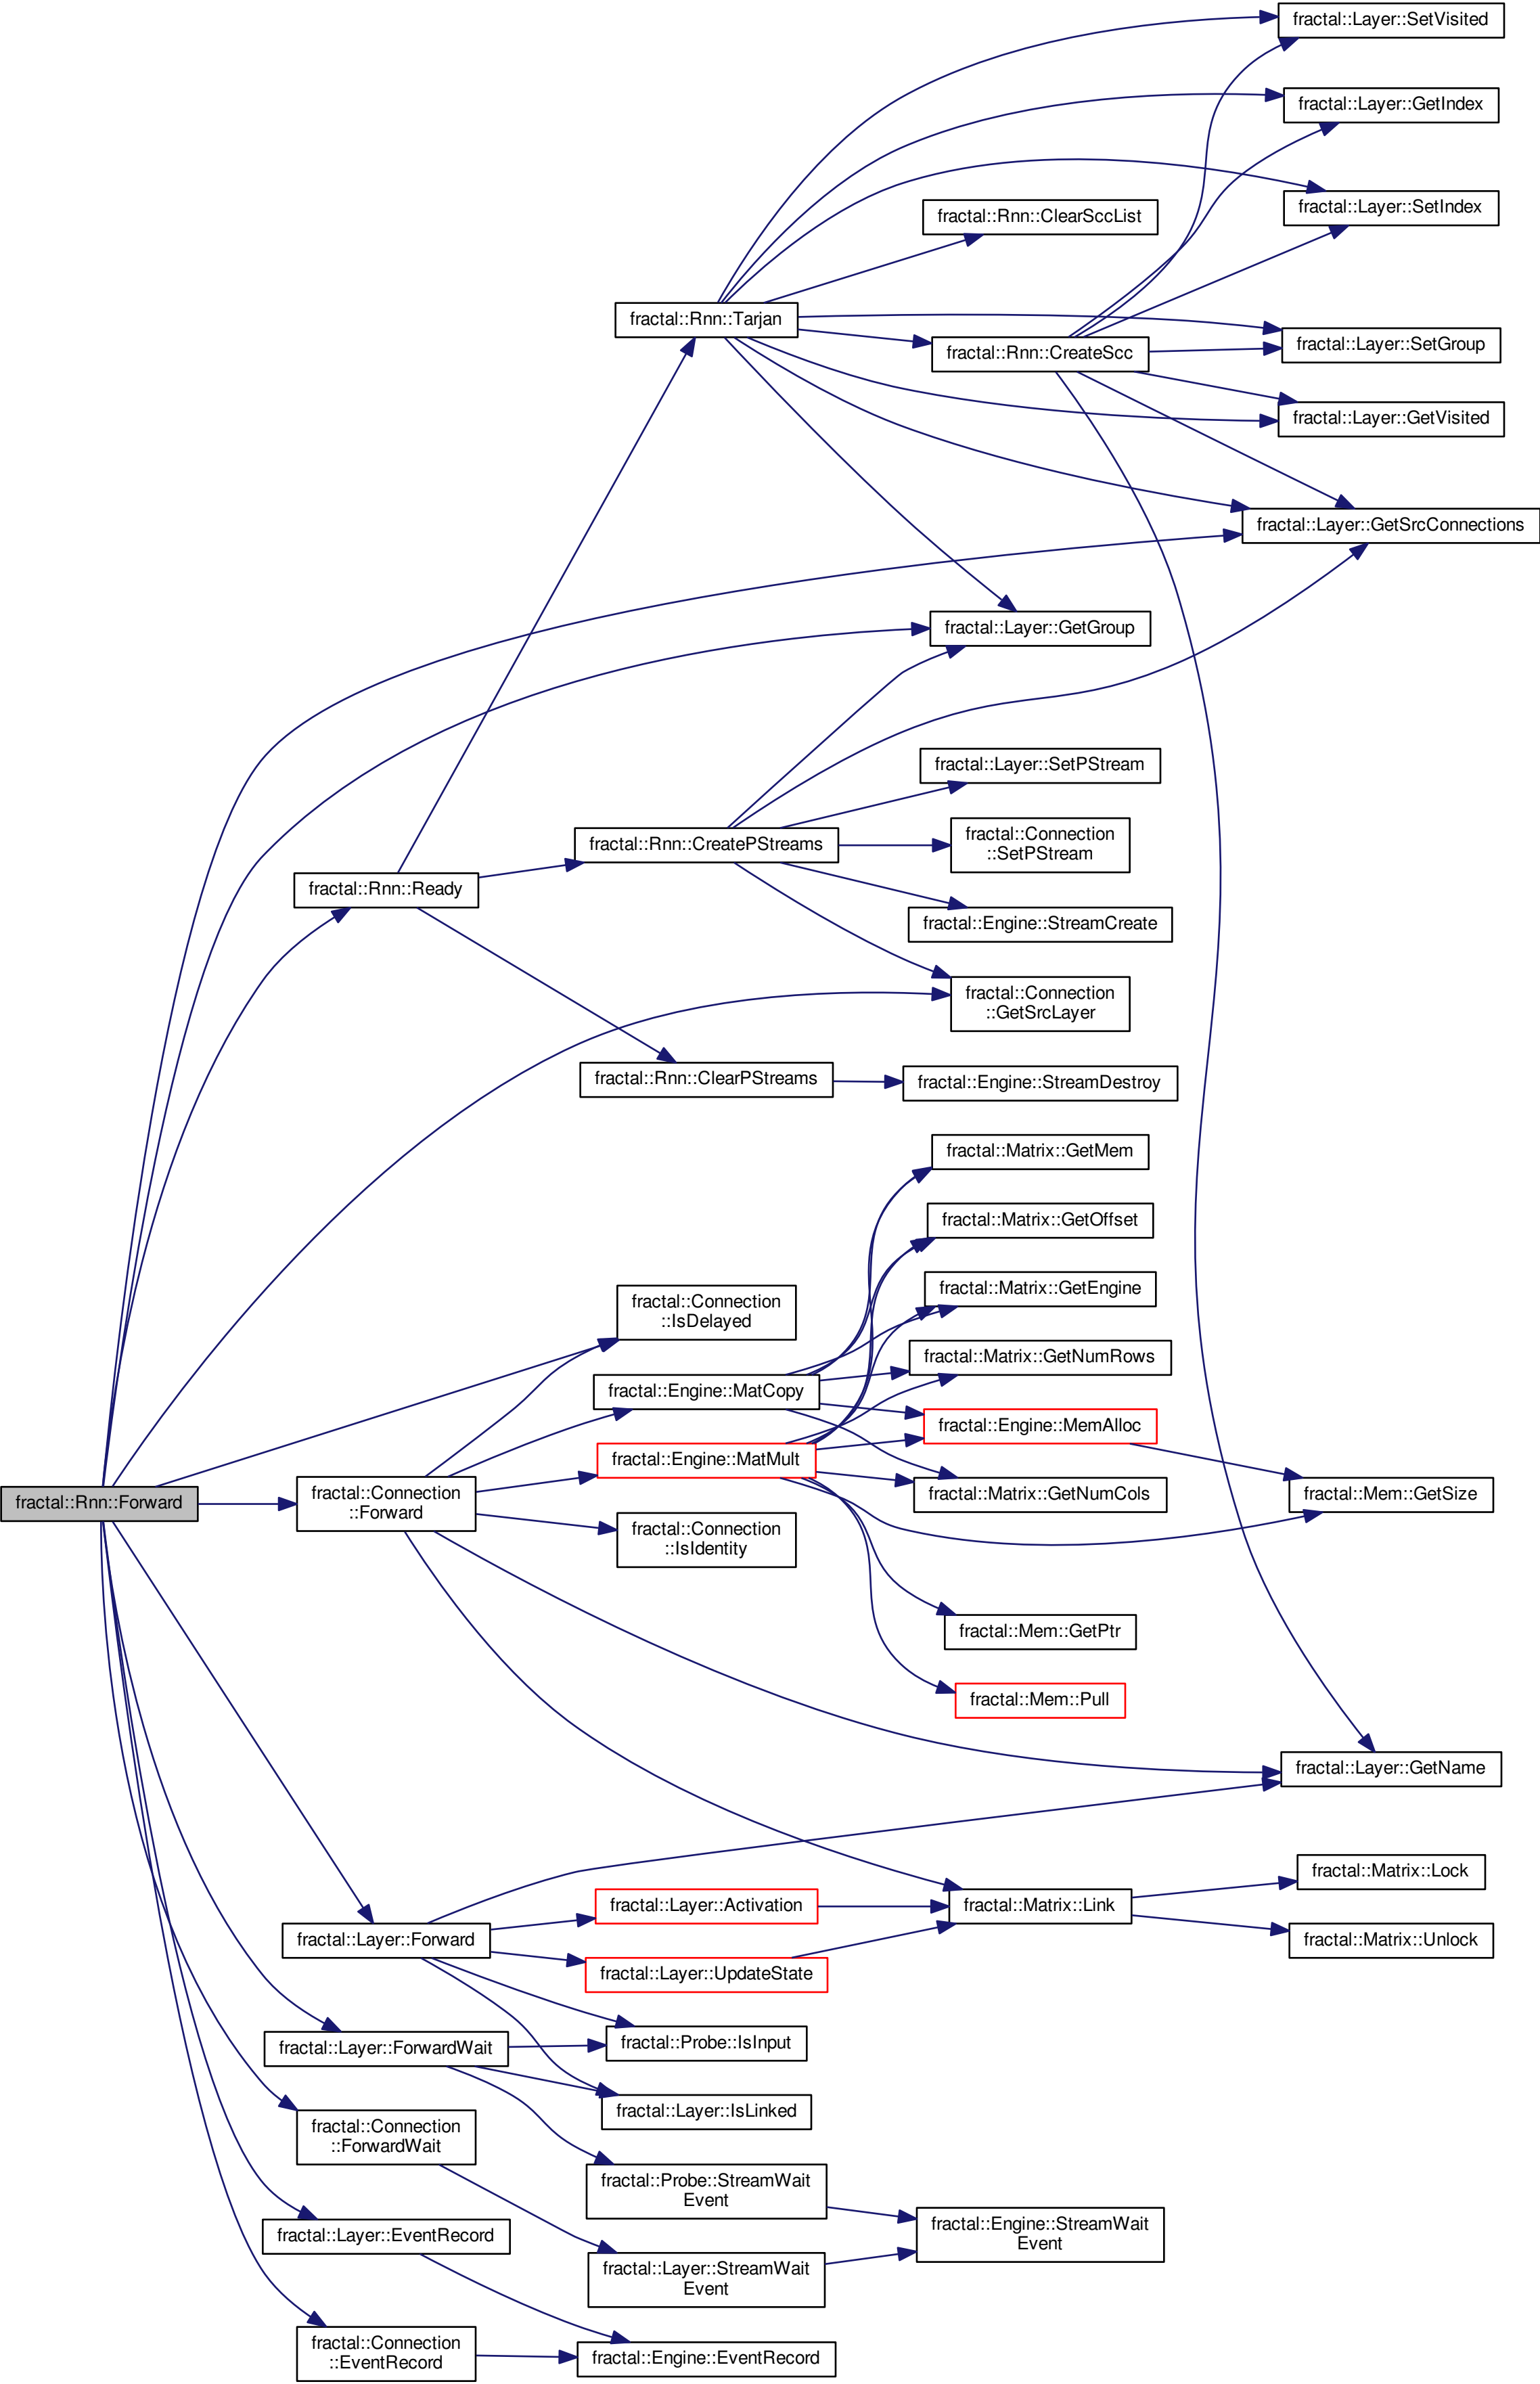 fractal::Layer::SetVisited
fractal::Layer::GetIndex
fractal::Layer::SetIndex
fractal::Rnn::ClearSccList
fractal::Rnn::Tarjan
fractal::Rnn::CreateScc
fractal::Layer::SetGroup
fractal::Layer::GetVisited
fractal::Layer::GetSrcConnections
fractal::Layer::GetGroup
fractal::Layer::SetPStream
fractal::Rnn::CreatePStreams
fractal::Connection
::SetPStream
fractal::Rnn::Ready
fractal::Engine::StreamCreate
fractal::Connection
::GetSrcLayer
fractal::Rnn::ClearPStreams
fractal::Engine::StreamDestroy
fractal::Matrix::GetMem
fractal::Matrix::GetOffset
fractal::Matrix::GetEngine
fractal::Connection
::IsDelayed
fractal::Matrix::GetNumRows
fractal::Engine::MatCopy
fractal::Engine::MemAlloc
fractal::Engine::MatMult
fractal::Matrix::GetNumCols
fractal::Mem::GetSize
fractal::Rnn::Forward
fractal::Connection
::Forward
fractal::Connection
::IsIdentity
fractal::Mem::GetPtr
fractal::Mem::Pull
fractal::Layer::GetName
fractal::Matrix::Lock
fractal::Layer::Activation
fractal::Matrix::Link
fractal::Layer::Forward
fractal::Matrix::Unlock
fractal::Layer::UpdateState
fractal::Probe::IsInput
fractal::Layer::ForwardWait
fractal::Layer::IsLinked
fractal::Connection
::ForwardWait
fractal::Probe::StreamWait
Event
fractal::Engine::StreamWait
Event
fractal::Layer::EventRecord
fractal::Layer::StreamWait
Event
fractal::Connection
::EventRecord
fractal::Engine::EventRecord